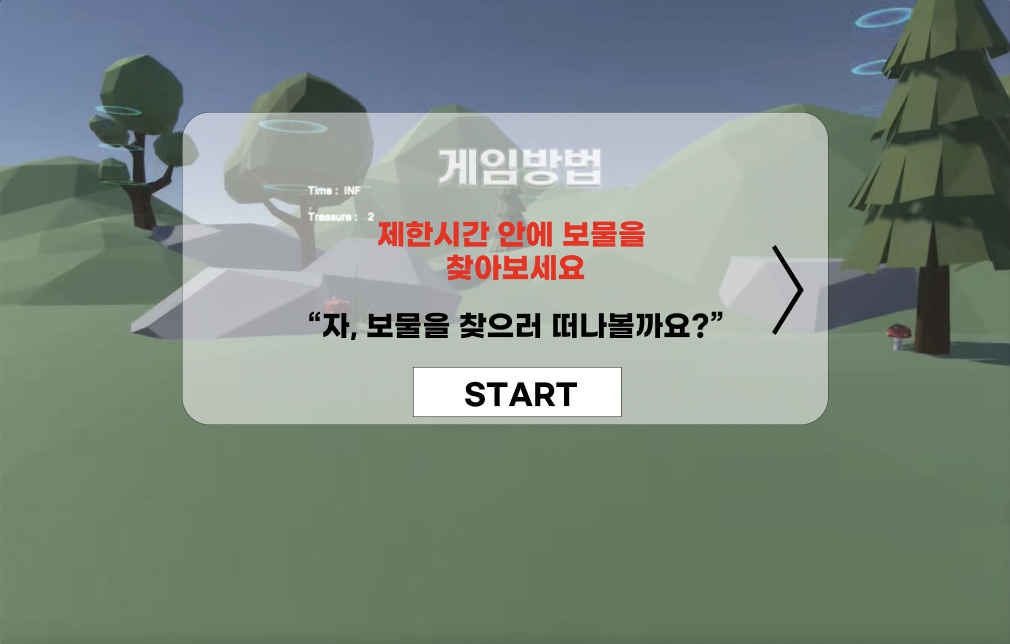 게임방법
Time : INF
Treasure : 2
제한시간 안에 보물을
찾아보세요
“자, 보물을 찾으러 떠나볼까요?”
START